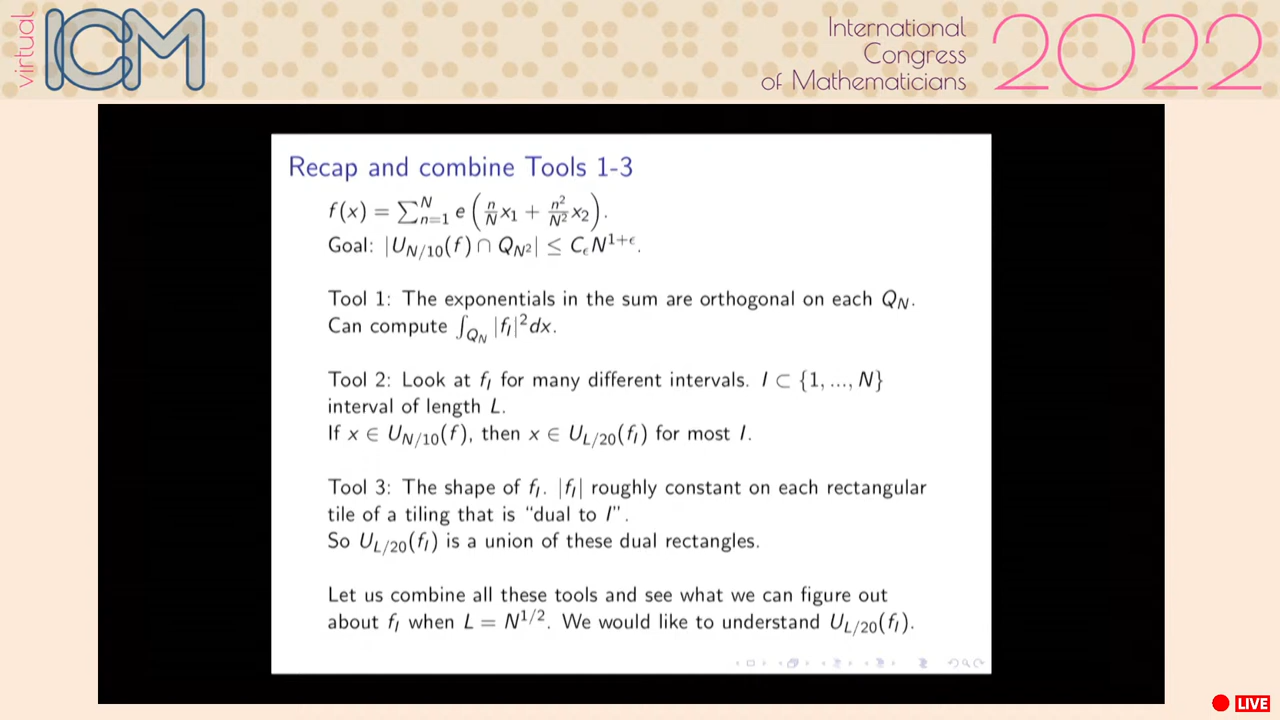 virtual
ICM
International
Congress
of Mathematicians
2022
Recap and combine Tools 1-3
f(x) = ∑_{n=1}^{N} e(n/N x₁ + n²/N² x₂).
Goal: |U_{N/10}(f) ∩ Q_{N²}| ≤ C_ϵ N^{1+ϵ}.
Tool 1: The exponentials in the sum are orthogonal on each Q_N.
Can compute ∫_{Q_N} |f_I|² dx.
Tool 2: Look at f_I for many different intervals. I ⊂ {1, ..., N}
interval of length L.
If x ∈ U_{N/10}(f), then x ∈ U_{L/20}(f_I) for most I.
Tool 3: The shape of f_I. |f_I| roughly constant on each rectangular
tile of a tiling that is "dual to I".
So U_{L/20}(f_I) is a union of these dual rectangles.
Let us combine all these tools and see what we can figure out
about f_I when L = N^{1/2}. We would like to understand U_{L/20}(f_I).
LIVE